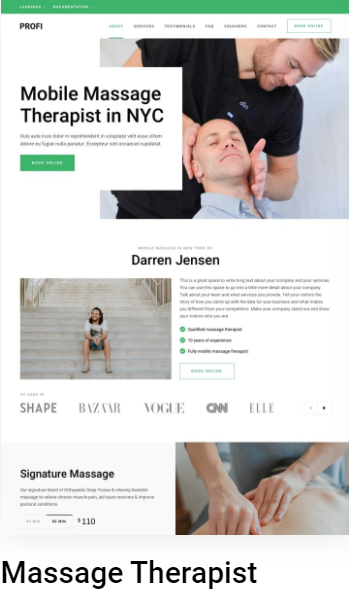 LANDINGS DOCUMENTATION
PROFI
ABOUT SERVICES TESTIMONIALS FAQ VOUCHERS CONTACT BOOK ONLINE
Mobile Massage
Therapist in NYC
Duis aute irure dolor in reprehenderit in voluptate velit esse cillum
dolore eu fugiat nulla pariatur. Excepteur sint occaecat cupidatat.
BOOK ONLINE
MOBILE MASSAGE IN NEW YORK BY
Darren Jensen
This is a great space to write long text about your company and your services.
You can use this space to go into a little more detail about your company.
Talk about your team and what services you provide. Tell your visitors the
story of how you came up with the idea for your business and what makes
you different from your competitors. Make your company stand out and show
your visitors who you are.
Qualified massage therapist
10 years of experience
Fully mobile massage therapist
BOOK ONLINE
AS SEEN IN
SHAPE BAZAAR VOGUE CNN ELLE
Signature Massage
Our signature blend of Orthopedic Deep Tissue & relaxing Swedish
massage to relieve chronic muscle pain, aid injury recovery & improve
postural conditions.
60 MIN 90 MIN $110
Massage Therapist